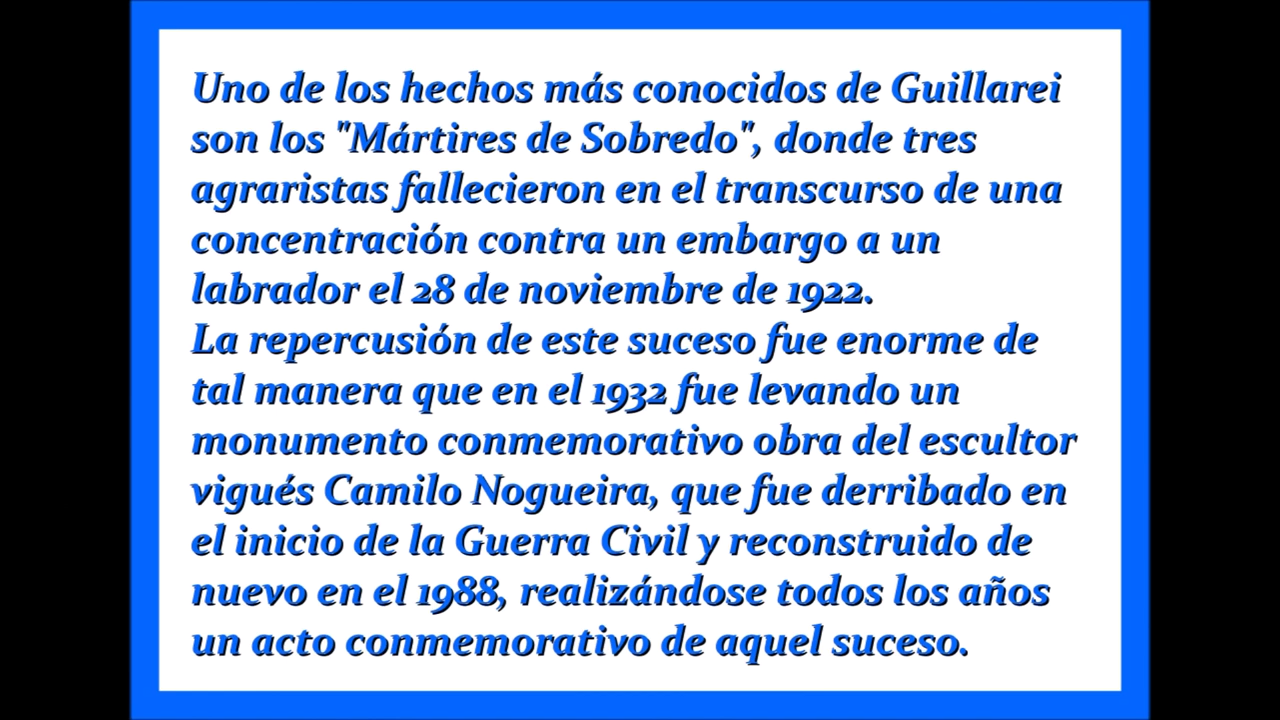 Uno de los hechos más conocidos de Guillarei
son los "Mártires de Sobredo", donde tres
agraristas fallecieron en el transcurso de una
concentración contra un embargo a un
labrador el 28 de noviembre de 1922.
La repercusión de este suceso fue enorme de
tal manera que en el 1932 fue levando un
monumento conmemorativo obra del escultor
vigués Camilo Nogueira, que fue derribado en
el inicio de la Guerra Civil y reconstruido de
nuevo en el 1988, realizándose todos los años
un acto conmemorativo de aquel suceso.